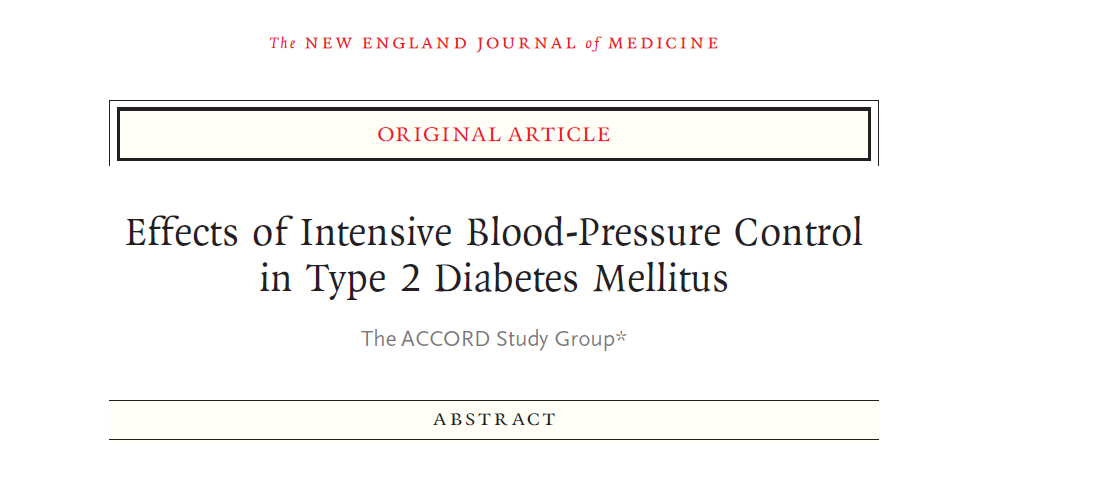 The NEW ENGLAND JOURNAL of MEDICINE
ORIGINAL ARTICLE
Effects of Intensive Blood-Pressure Control
in Type 2 Diabetes Mellitus
The ACCORD Study Group*
ABSTRACT